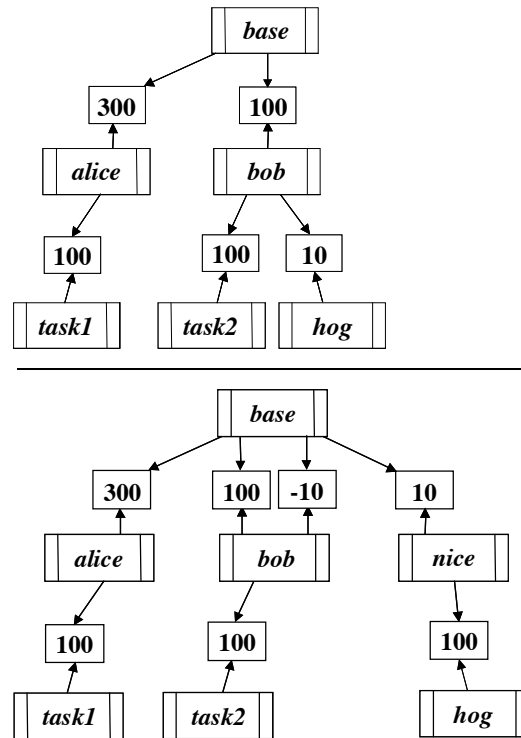 base
300 100
alice bob
100 100 10
task1 task2 hog
base
300 100 -10 10
alice bob nice
100 100 100
task1 task2 hog